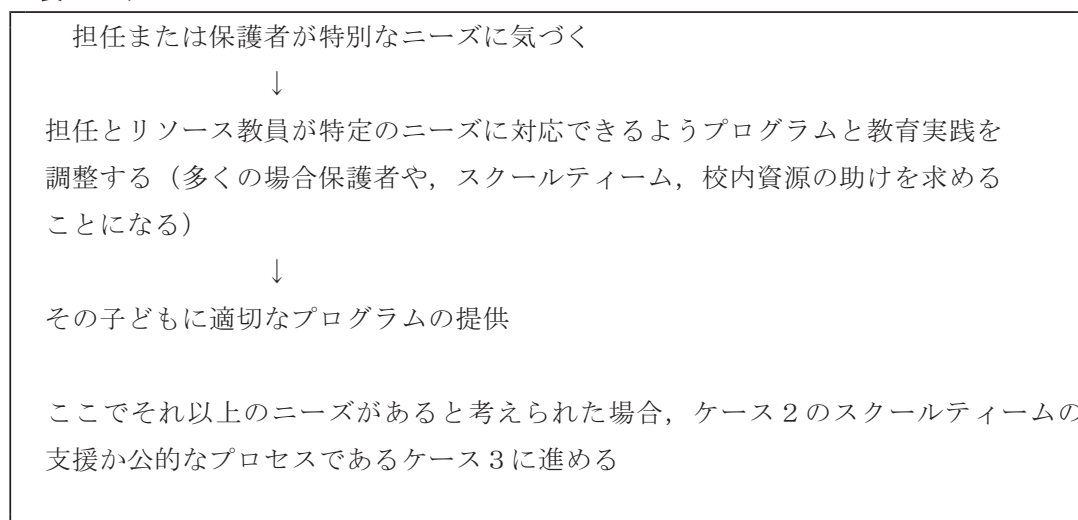 担任または保護者が特別なニーズに気づく
↓
担任とリソース教員が特定のニーズに対応できるようプログラムと教育実践を
調整する（多くの場合保護者や，スクールティーム，校内資源の助けを求める
ことになる）
↓
その子どもに適切なプログラムの提供
ここでそれ以上のニーズがあると考えられた場合，ケース２のスクールティームの
支援か公的なプロセスであるケース３に進める